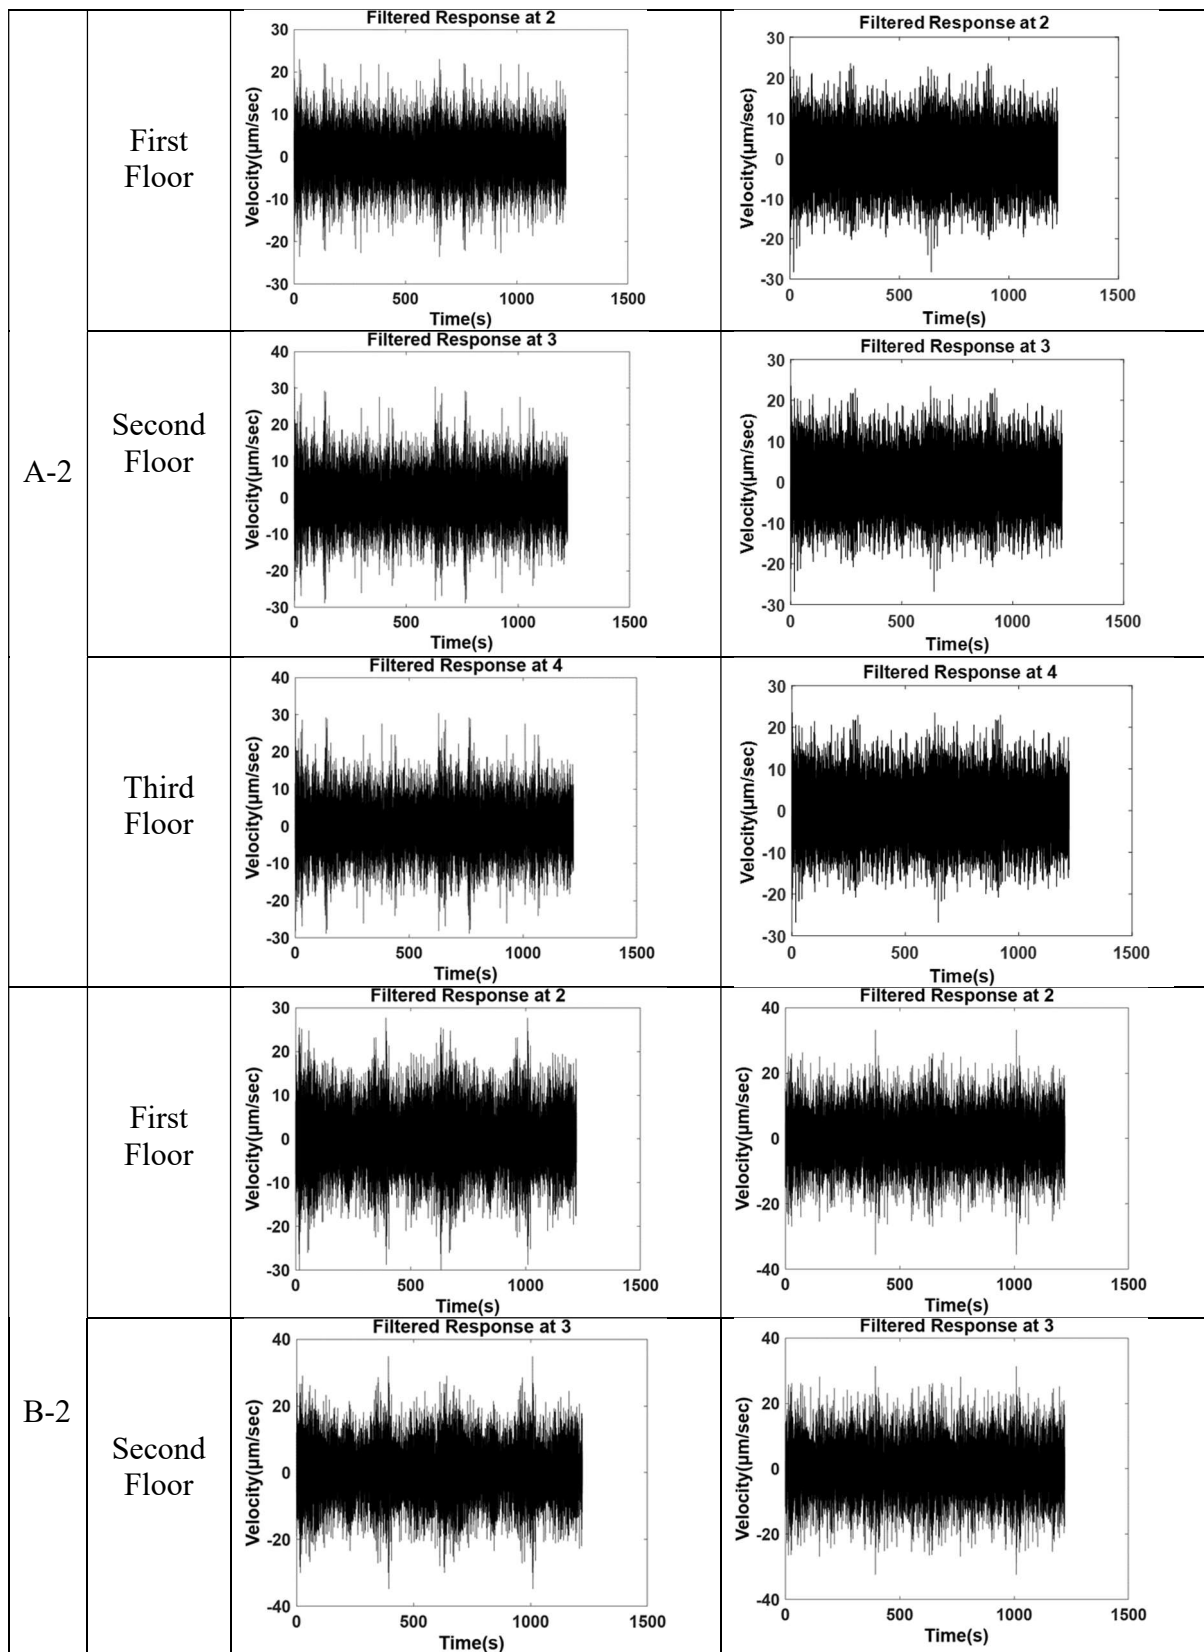 A-2
First
Floor
Filtered Response at 2
Velocity(µm/sec)
30
20
10
0
-10
-20
-30
0 500 1000 1500
Time(s)
Filtered Response at 2
Velocity(µm/sec)
30
20
10
0
-10
-20
-30
0 500 1000 1500
Time(s)
Second
Floor
Filtered Response at 3
Velocity(µm/sec)
40
30
20
10
0
-10
-20
-30
0 500 1000 1500
Time(s)
Filtered Response at 3
Velocity(µm/sec)
30
20
10
0
-10
-20
-30
0 500 1000 1500
Time(s)
Third
Floor
Filtered Response at 4
Velocity(µm/sec)
40
30
20
10
0
-10
-20
-30
0 500 1000 1500
Time(s)
Filtered Response at 4
Velocity(µm/sec)
30
20
10
0
-10
-20
-30
0 500 1000 1500
Time(s)
B-2
First
Floor
Filtered Response at 2
Velocity(µm/sec)
30
20
10
0
-10
-20
-30
0 500 1000 1500
Time(s)
Filtered Response at 2
Velocity(µm/sec)
40
20
0
-20
-40
0 500 1000 1500
Time(s)
Second
Floor
Filtered Response at 3
Velocity(µm/sec)
40
20
0
-20
-40
0 500 1000 1500
Time(s)
Filtered Response at 3
Velocity(µm/sec)
40
20
0
-20
-40
0 500 1000 1500
Time(s)